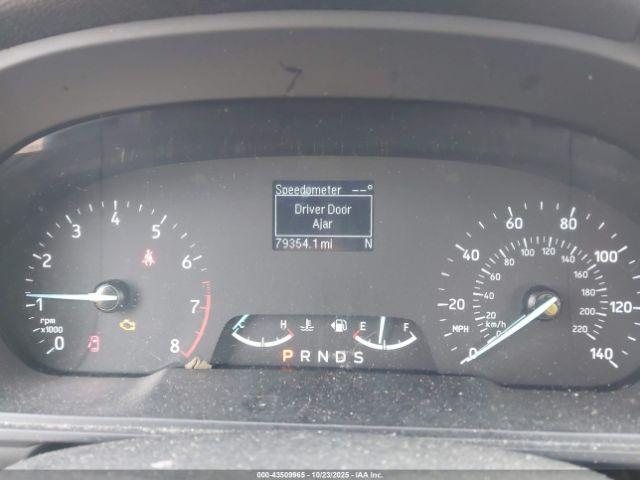 Speedometer --°
Driver Door
Ajar
79354.1 mi N
0 1 2 3 4 5 6 7 8
rpm
x1000
C H E F
P R N D S
0 20 40 60 80 100 120 140
MPH
0 20 40 60 80 100 120 140 160 180 200 220
km/h
000-43509965 - 10/23/2025 - IAA Inc.